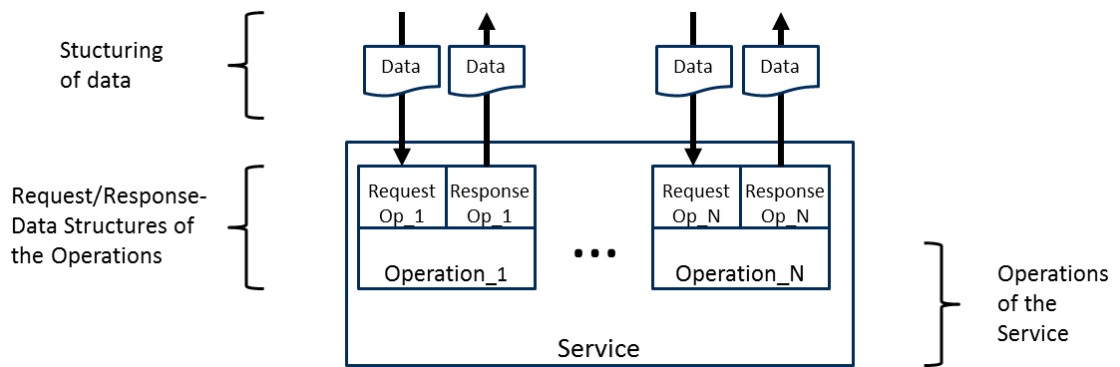 Stucturing
of data
Data
Data
Data
Data
Request/Response-
Data Structures of
the Operations
Request
Op_1
Response
Op_1
Request
Op_N
Response
Op_N
...
Operation_1
Operation_N
Operations
of the
Service
Service